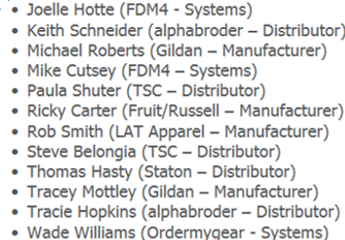 • Joelle Hotte (FDM4 - Systems)
• Keith Schneider (alphabroder – Distributor)
• Michael Roberts (Gildan – Manufacturer)
• Mike Cutsey (FDM4 – Systems)
• Paula Shuter (TSC – Distributor)
• Ricky Carter (Fruit/Russell – Manufacturer)
• Rob Smith (LAT Apparel – Manufacturer)
• Steve Belongia (TSC – Distributor)
• Thomas Hasty (Staton – Distributor)
• Tracey Mottley (Gildan – Manufacturer)
• Tracie Hopkins (alphabroder – Distributor)
• Wade Williams (Ordermygear - Systems)